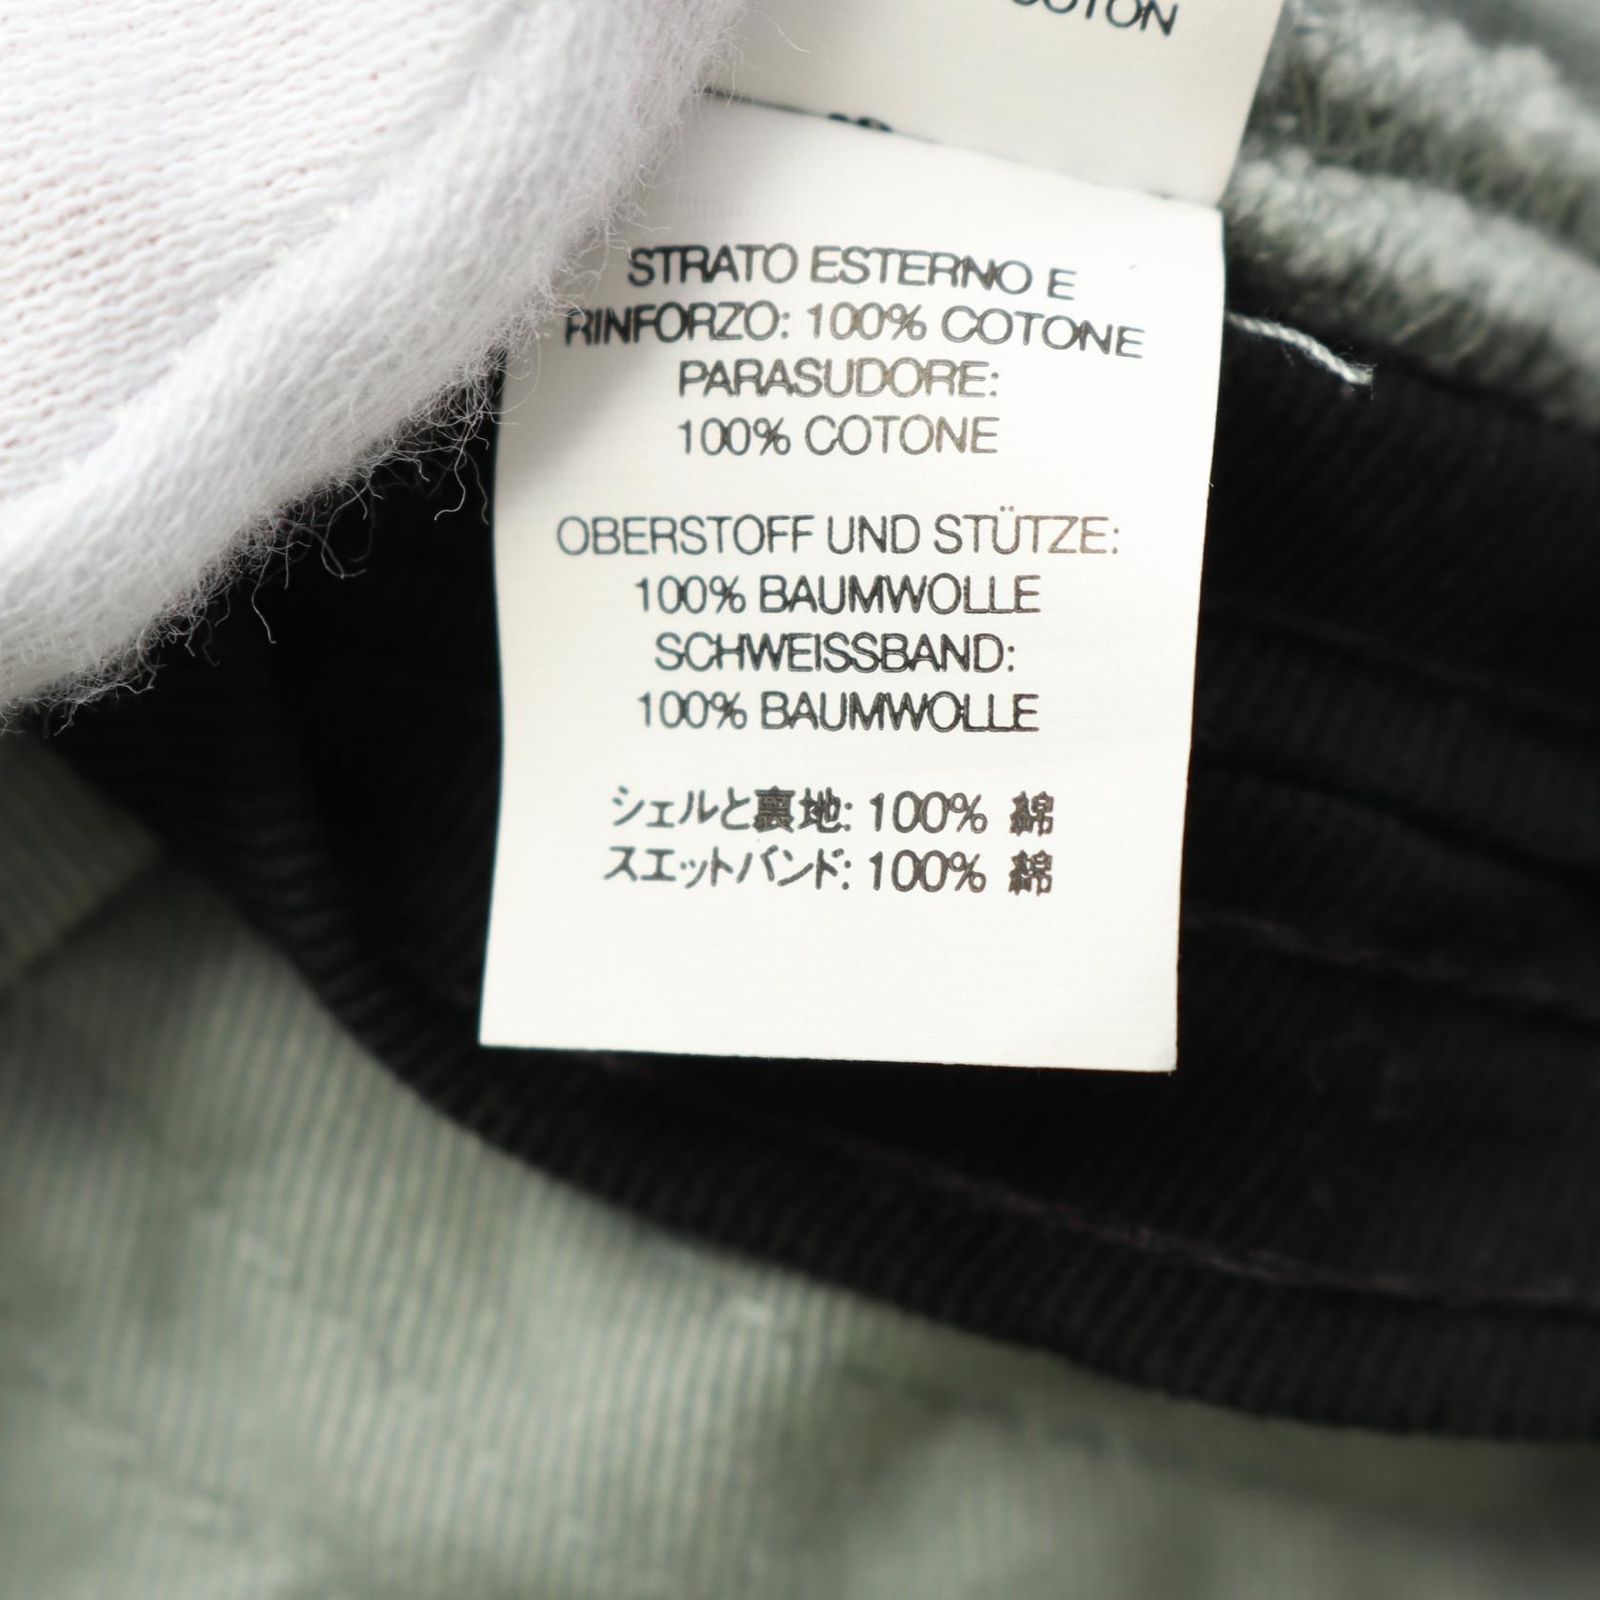 COTON
STRATO ESTERNO E
RINFORZO: 100% COTONE
PARASUDORE:
100% COTONE
OBERSTOFF UND STÜTZE:
100% BAUMWOLLE
SCHWEISSBAND:
100% BAUMWOLLE
シェルと裏地: 100% 綿
スエットバンド: 100% 綿